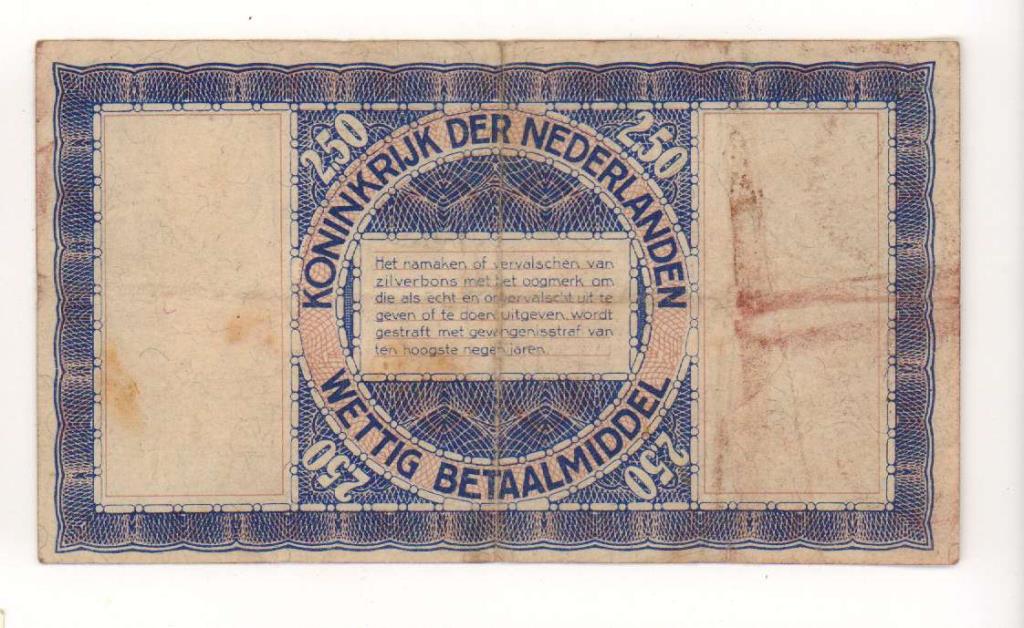 2,50
2,50
KONINKRIJK DER NEDERLANDEN
Het namaken of vervalschen van
zilverbons met het oogmerk om
die als echt en onvervalscht uit te
geven of te doen uitgeven, wordt
gestraft met gevangenisstraf van
ten hoogste negen jaren.
WETTIG BETAALMIDDEL
2,50
2,50